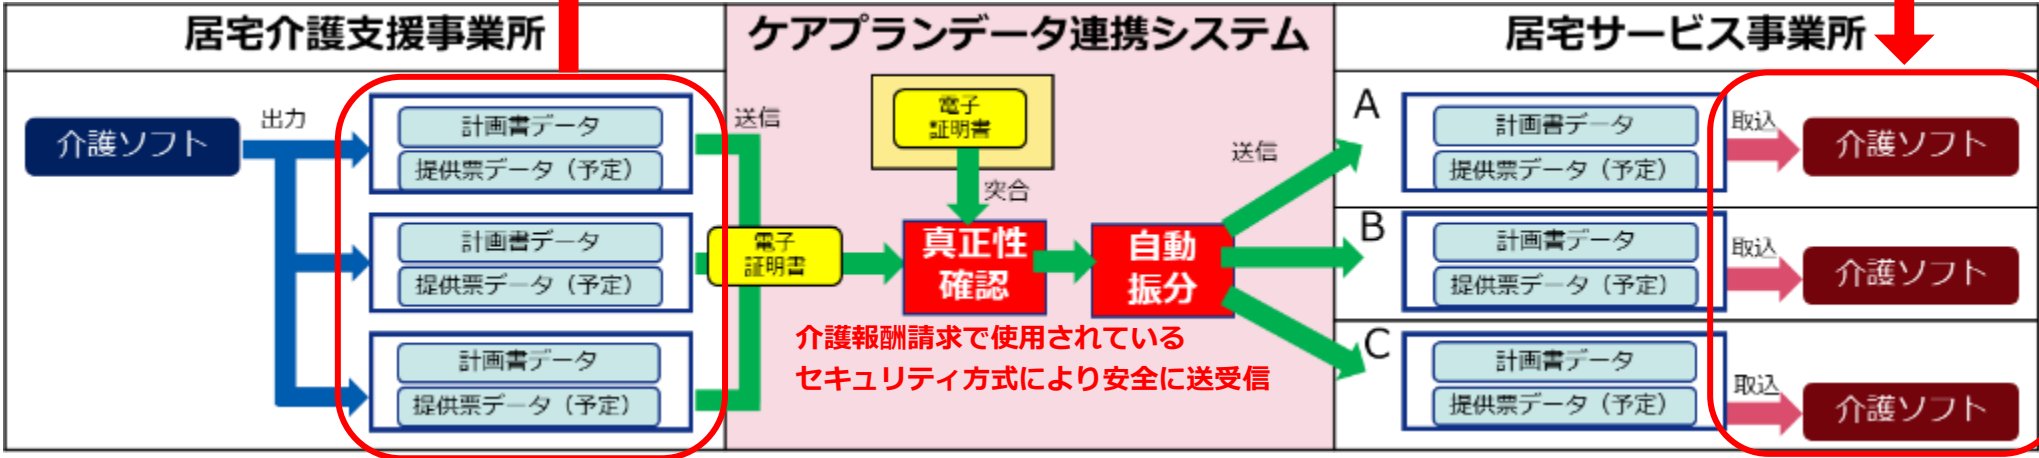 居宅介護支援事業所
ケアプランデータ連携システム
居宅サービス事業所
介護ソフト
出力
計画書データ
提供票データ（予定）
計画書データ
提供票データ（予定）
計画書データ
提供票データ（予定）
送信
電子
証明書
電子
証明書
突合
真正性
確認
自動
振分
介護報酬請求で使用されている
セキュリティ方式により安全に送受信
送信
A
計画書データ
提供票データ（予定）
取込
介護ソフト
B
計画書データ
提供票データ（予定）
取込
介護ソフト
C
計画書データ
提供票データ（予定）
取込
介護ソフト